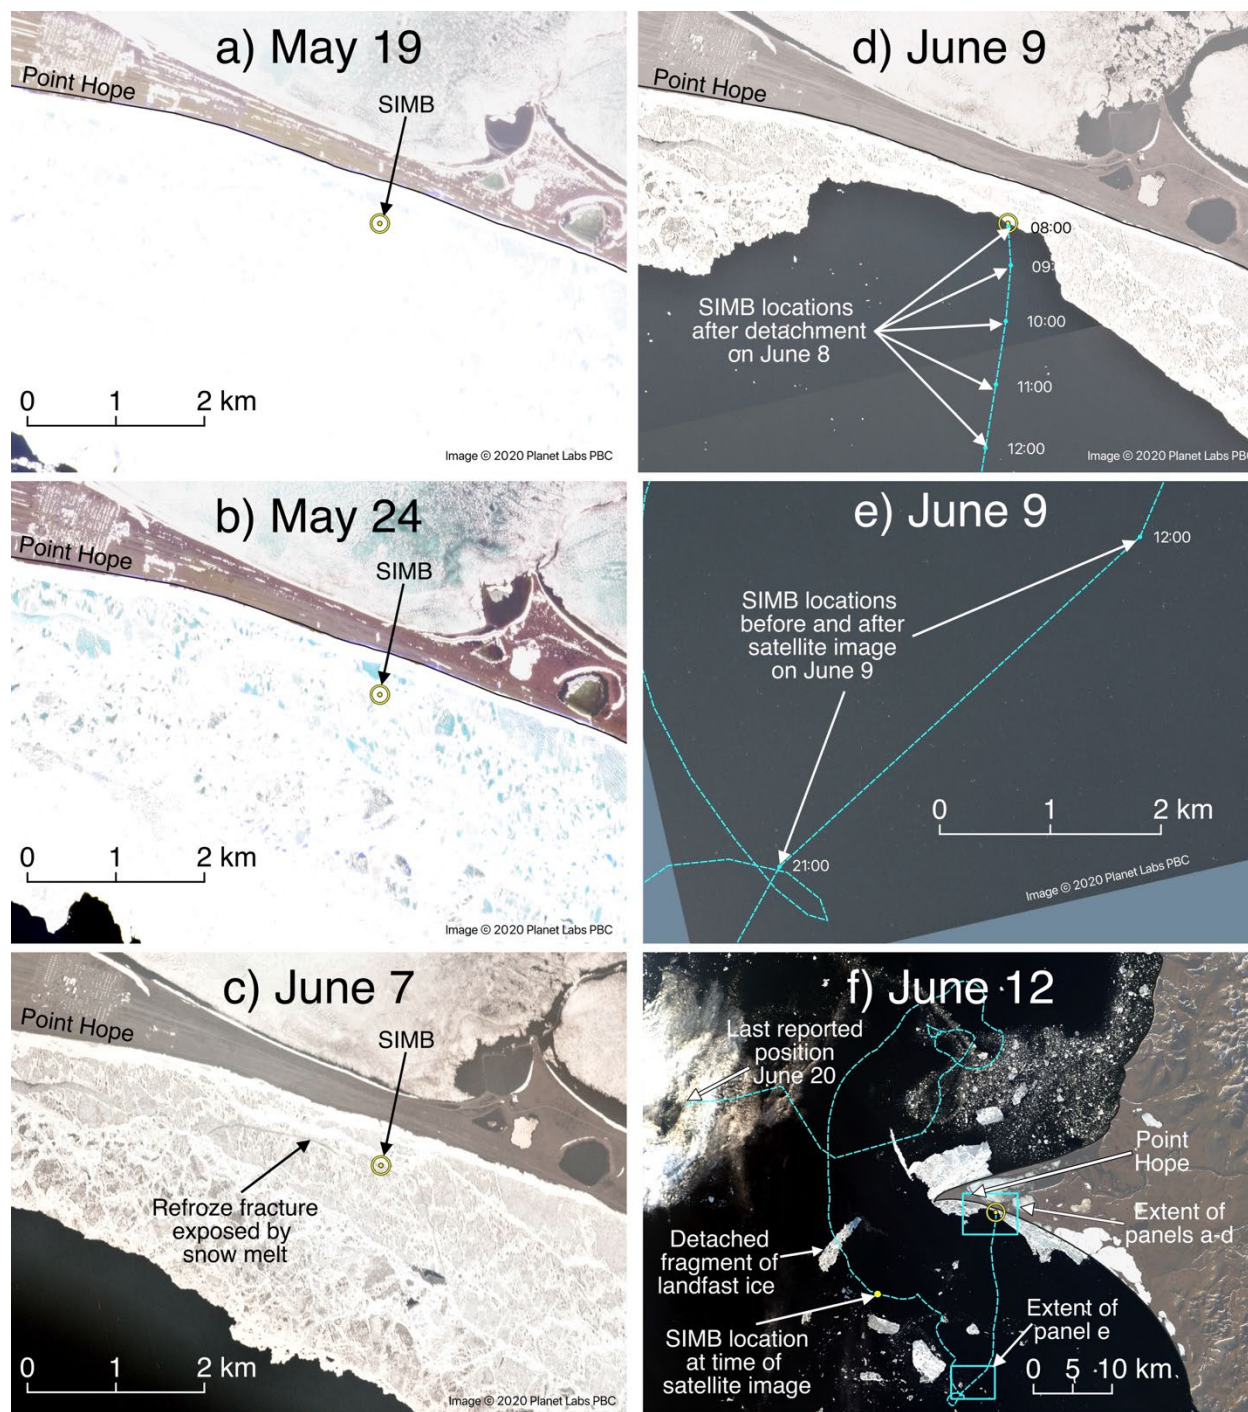 a) May 19
Point Hope
SIMB
0 1 2 km
Image © 2020 Planet Labs PBC
b) May 24
Point Hope
SIMB
0 1 2 km
Image © 2020 Planet Labs PBC
c) June 7
Point Hope
SIMB
Refroze fracture
exposed by
snow melt
0 1 2 km
Image © 2020 Planet Labs PBC
d) June 9
Point Hope
08:00
09:
SIMB locations
after detachment
on June 8
10:00
11:00
12:00
Image © 2020 Planet Labs PBC
e) June 9
12:00
SIMB locations
before and after
satellite image
on June 9
0 1 2 km
21:00
Image © 2020 Planet Labs PBC
f) June 12
Last reported
position
June 20
Point
Hope
Extent of
panels a-d
Detached
fragment of
landfast ice
Extent of
panel e
SIMB location
at time of
satellite image
0 5 10 km